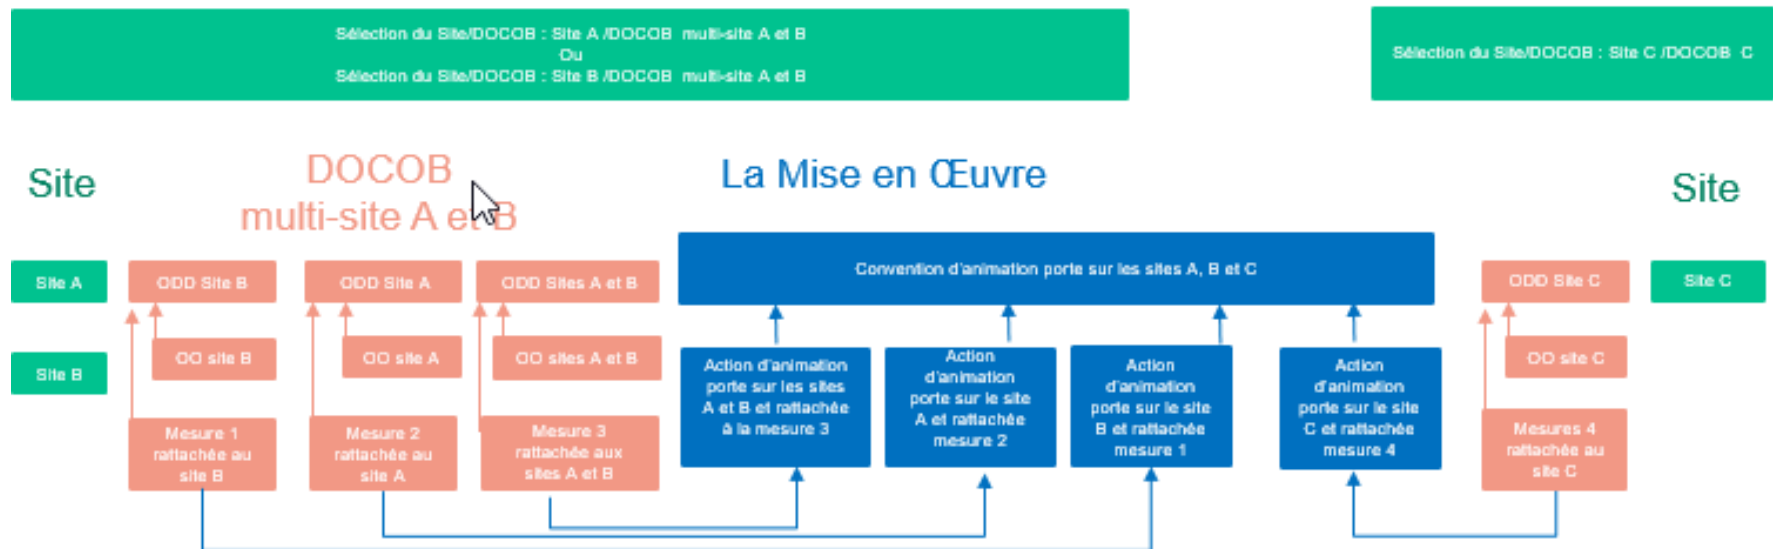 Sélection du Site/DOCOB : Site A /DOCOB multi-site A et B
Ou
Sélection du Site/DOCOB : Site B /DOCOB multi-site A et B
Sélection du Site/DOCOB : Site C /DOCOB C
Site
DOCOB
multi-site A et B
La Mise en Œuvre
Site
Site A
ODD Site B
ODD Site A
ODD Sites A et B
Convention d'animation porte sur les sites A, B et C
ODD Site C
Site C
Site B
OO site B
OO site A
OO sites A et B
Action d'animation
porte sur les sites
A et B et rattachée
à la mesure 3
Action
d'animation
porte sur le site
A et rattachée
mesure 2
Action
d'animation
porte sur le site
B et rattachée
mesure 1
Action
d'animation
porte sur le site
C et rattachée
mesure 4
OO site C
Mesure 1
rattachée au
site B
Mesure 2
rattachée au
site A
Mesure 3
rattachée aux
sites A et B
Mesures 4
rattachée au
site C